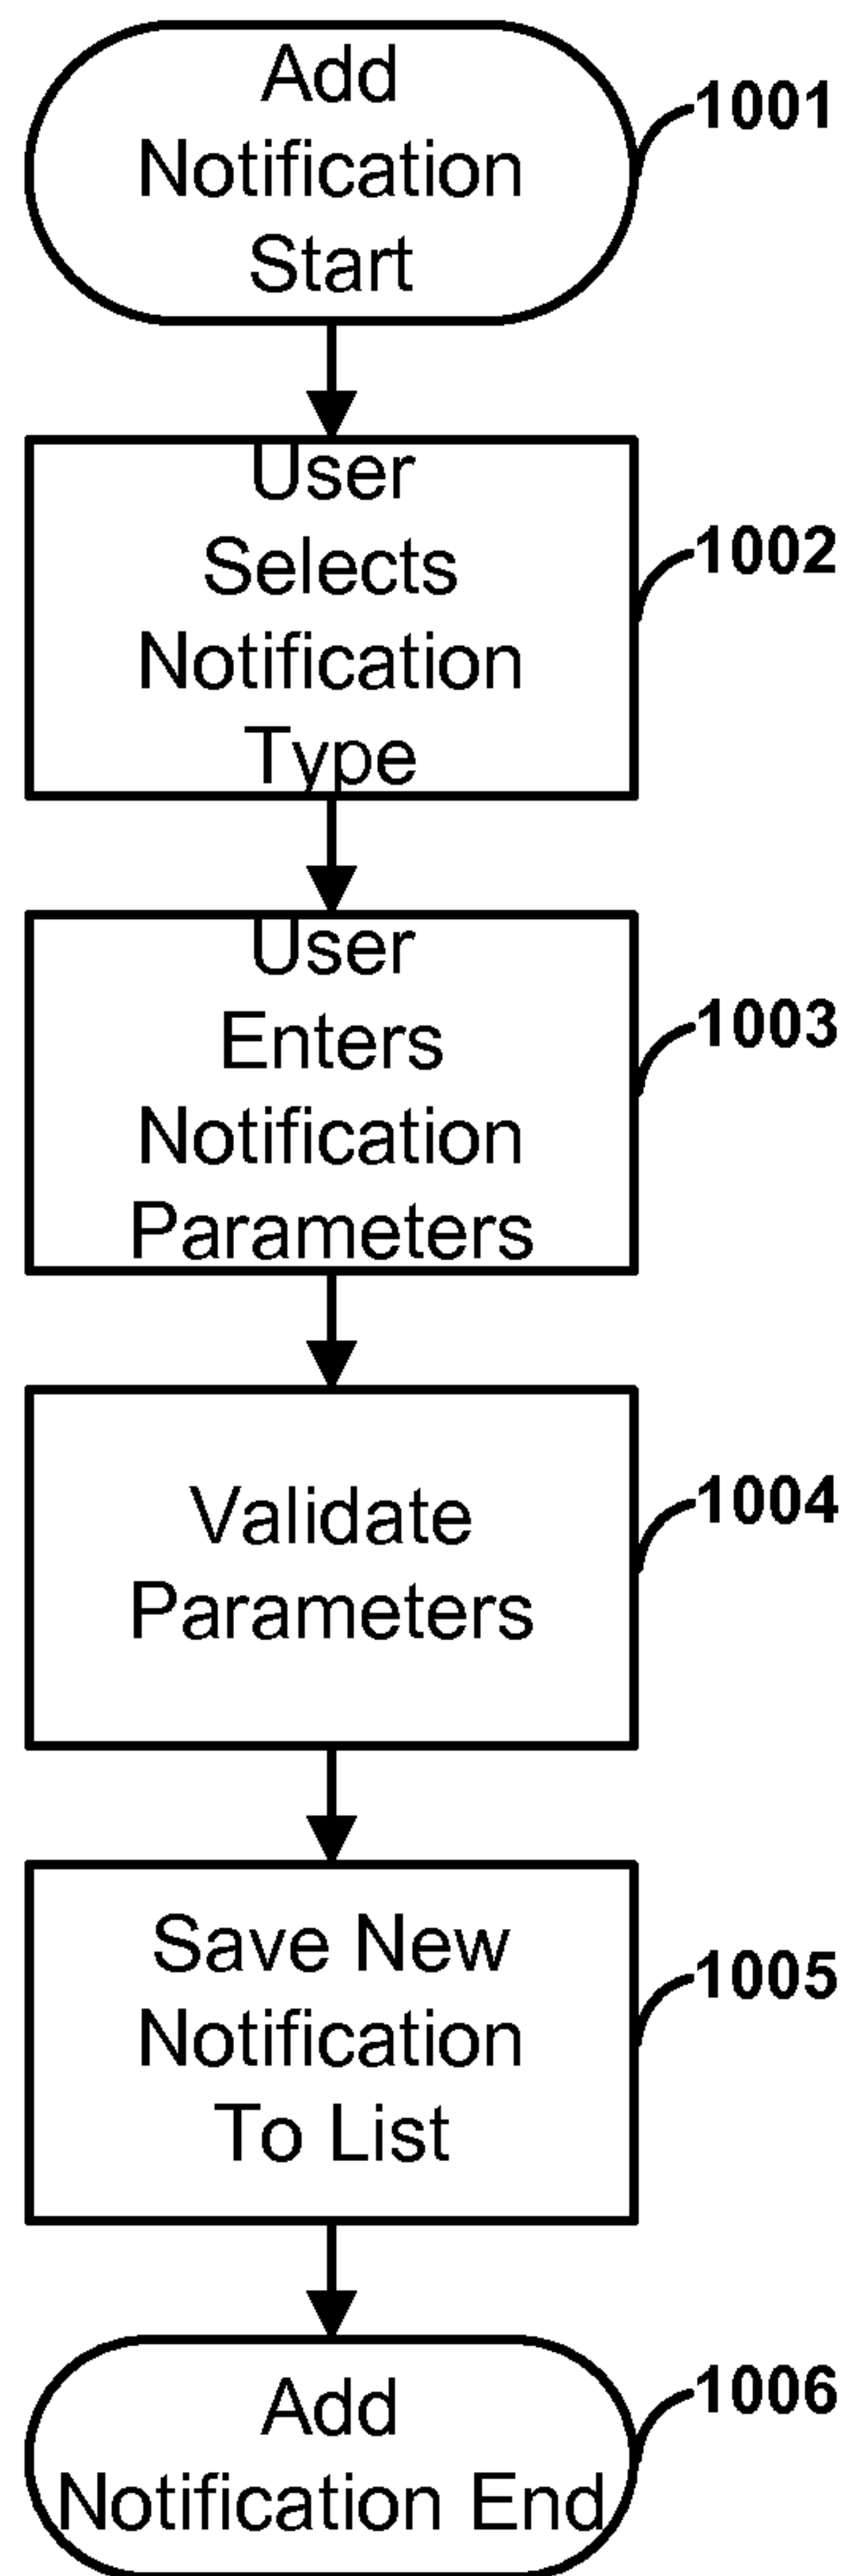 Add
Notification
Start
1001
User
Selects
Notification
Type
1002
User
Enters
Notification
Parameters
1003
Validate
Parameters
1004
Save New
Notification
To List
1005
Add
Notification End
1006